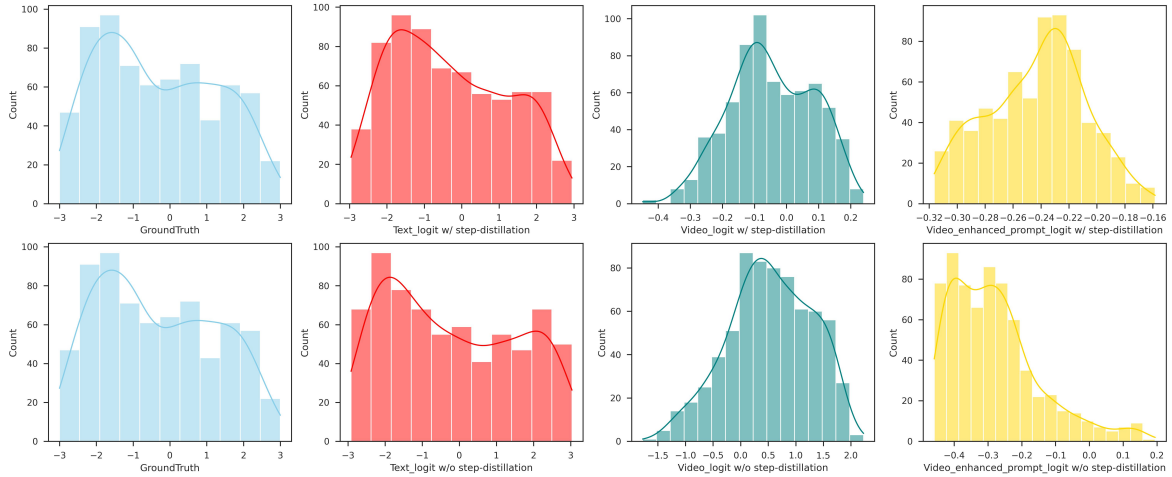 100
80
60
40
20
0
Count
−3 −2 −1 0 1 2 3
GroundTruth
100
80
60
40
20
0
Count
−3 −2 −1 0 1 2 3
Text_logit w/ step-distillation
100
80
60
40
20
0
Count
−0.4 −0.3 −0.2 −0.1 0.0 0.1 0.2
Video_logit w/ step-distillation
80
60
40
20
0
Count
−0.32 −0.30 −0.28 −0.26 −0.24 −0.22 −0.20 −0.18 −0.16
Video_enhanced_prompt_logit w/ step-distillation
100
80
60
40
20
0
Count
−3 −2 −1 0 1 2 3
GroundTruth
100
80
60
40
20
0
Count
−3 −2 −1 0 1 2 3
Text_logit w/o step-distillation
80
60
40
20
0
Count
−1.5 −1.0 −0.5 0.0 0.5 1.0 1.5 2.0
Video_logit w/o step-distillation
80
60
40
20
0
Count
−0.4 −0.3 −0.2 −0.1 −0.0 0.1 0.2
Video_enhanced_prompt_logit w/o step-distillation